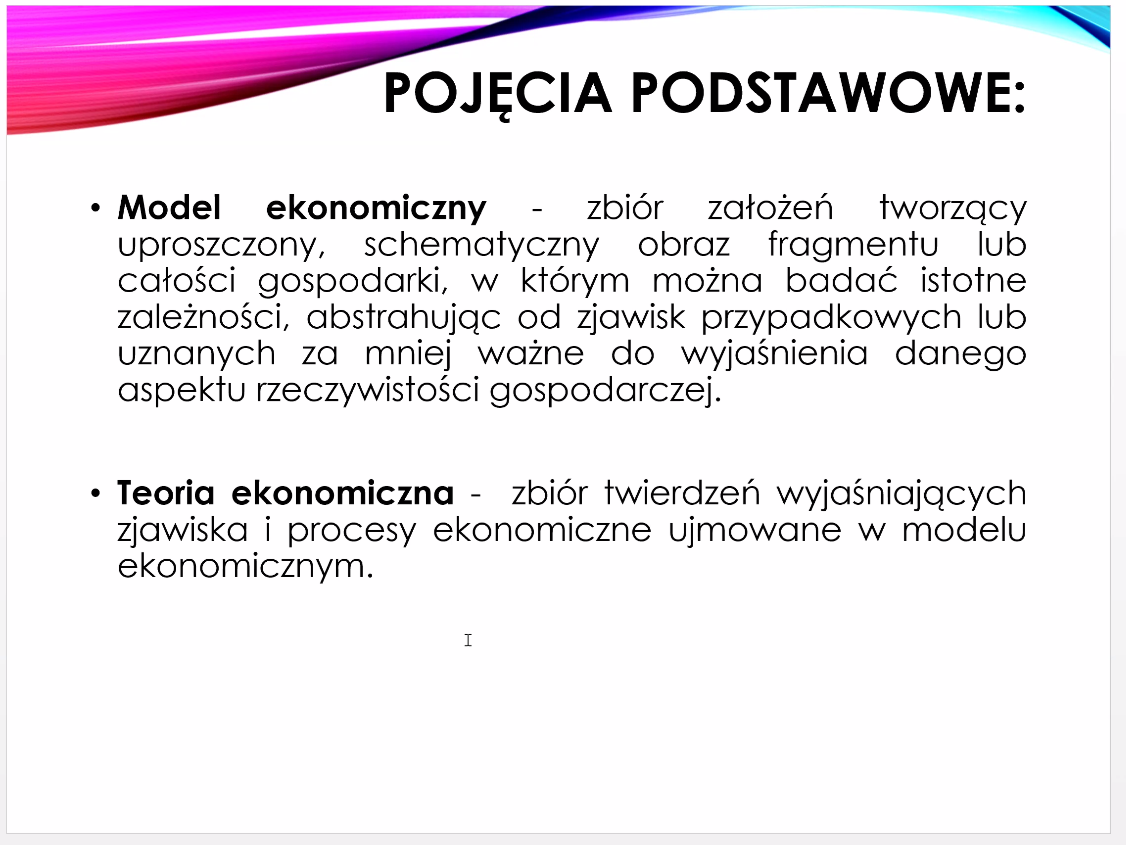 POJĘCIA PODSTAWOWE:
• Model ekonomiczny - zbiór założeń tworzący
uproszczony, schematyczny obraz fragmentu lub
całości gospodarki, w którym można badać istotne
zależności, abstrahując od zjawisk przypadkowych lub
uznanych za mniej ważne do wyjaśnienia danego
aspektu rzeczywistości gospodarczej.
• Teoria ekonomiczna - zbiór twierdzeń wyjaśniających
zjawiska i procesy ekonomiczne ujmowane w modelu
ekonomicznym.